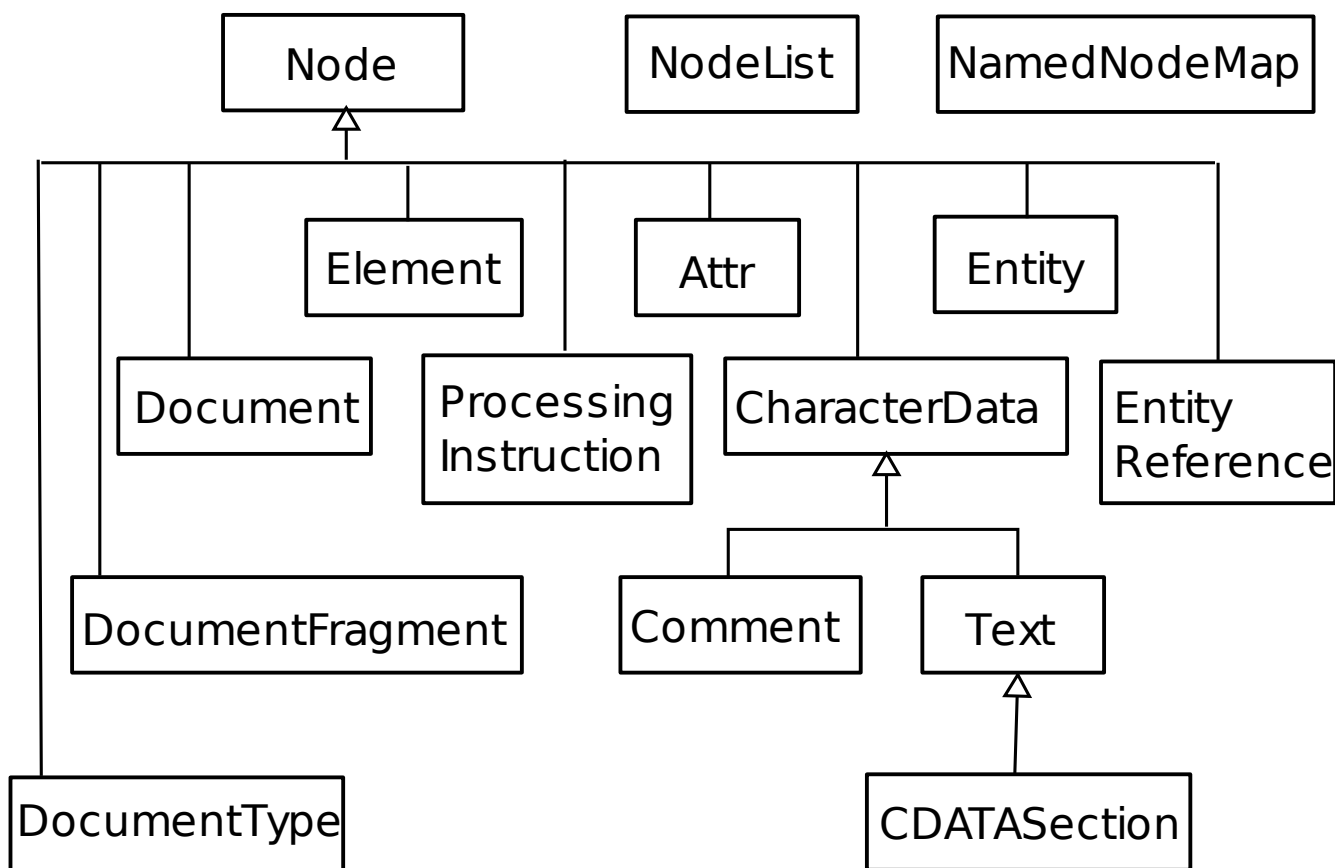 Node
NodeList
NamedNodeMap
Element
Attr
Entity
Document
Processing
Instruction
CharacterData
Entity
Reference
DocumentFragment
Comment
Text
DocumentType
CDATASection